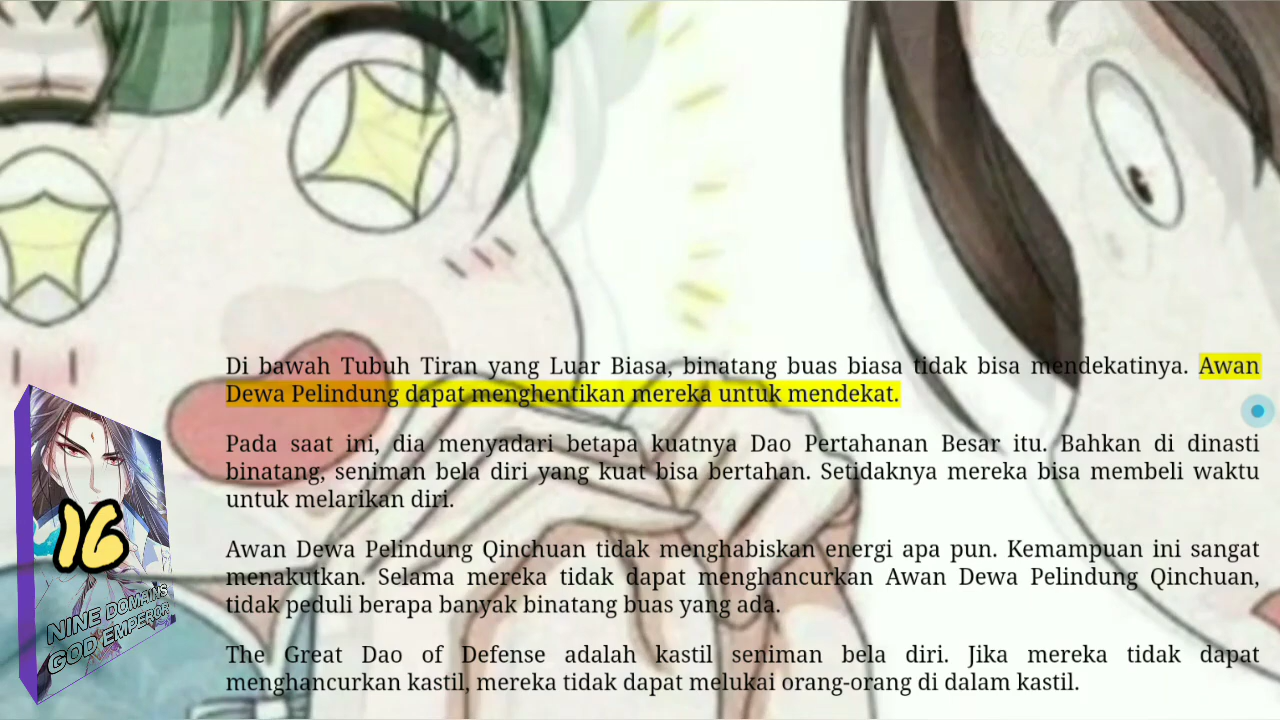 Di bawah Tubuh Tiran yang Luar Biasa, binatang buas biasa tidak bisa mendekatinya. Awan
Dewa Pelindung dapat menghentikan mereka untuk mendekat.
Pada saat ini, dia menyadari betapa kuatnya Dao Pertahanan Besar itu. Bahkan di dinasti
binatang, seniman bela diri yang kuat bisa bertahan. Setidaknya mereka bisa membeli waktu
untuk melarikan diri.
Awan Dewa Pelindung Qinchuan tidak menghabiskan energi apa pun. Kemampuan ini sangat
menakutkan. Selama mereka tidak dapat menghancurkan Awan Dewa Pelindung Qinchuan,
tidak peduli berapa banyak binatang buas yang ada.
The Great Dao of Defense adalah kastil seniman bela diri. Jika mereka tidak dapat
menghancurkan kastil, mereka tidak dapat melukai orang-orang di dalam kastil.
16
NINE DOMAINS
GOD EMPEROR